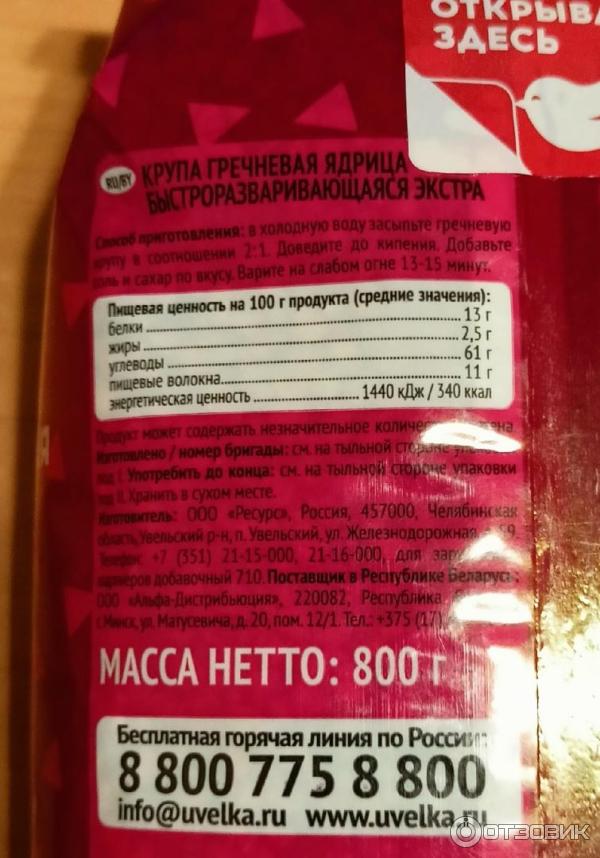 ОТКРЫВА
ЗДЕСЬ
RU/BY
КРУПА ГРЕЧНЕВАЯ ЯДРИЦА
БЫСТРОРАЗВАРИВАЮЩАЯСЯ ЭКСТРА
Способ приготовления: в холодную воду засыпьте гречневую
крупу в соотношении 2:1. Доведите до кипения. Добавьте
соль и сахар по вкусу. Варите на слабом огне 13-15 минут.
Пищевая ценность на 100 г продукта (средние значения):
белки 13 г
жиры 2,5 г
углеводы 61 г
пищевые волокна 11 г
энергетическая ценность 1440 кДж / 340 ккал
Продукт может содержать незначительное
Изготовлено / номер бригады: см. на тыльной стороне упаковки
под I. Употребить до конца: см. на тыльной стороне упаковки
под II. Хранить в сухом месте.
Изготовитель: ООО «Ресурс», Россия, 457000, Челябинская
область, Увельский р-н, п. Увельский, ул. Железнодорожная,
Телефон: +7 (351) 21-15-000, 21-16-000, для
партнеров добавочный 710. Поставщик в Республике Беларусь:
ООО «Альфа-Дистрибьюция», 220082, Республика
г. Минск, ул. Матусевича, д. 20, пом. 12/1. Тел.: +375 (17)
МАССА НЕТТО: 800 г
Бесплатная горячая линия по России:
8 800 775 8 800
info@uvelka.ru www.uvelka.ru
ОТЗОВИК